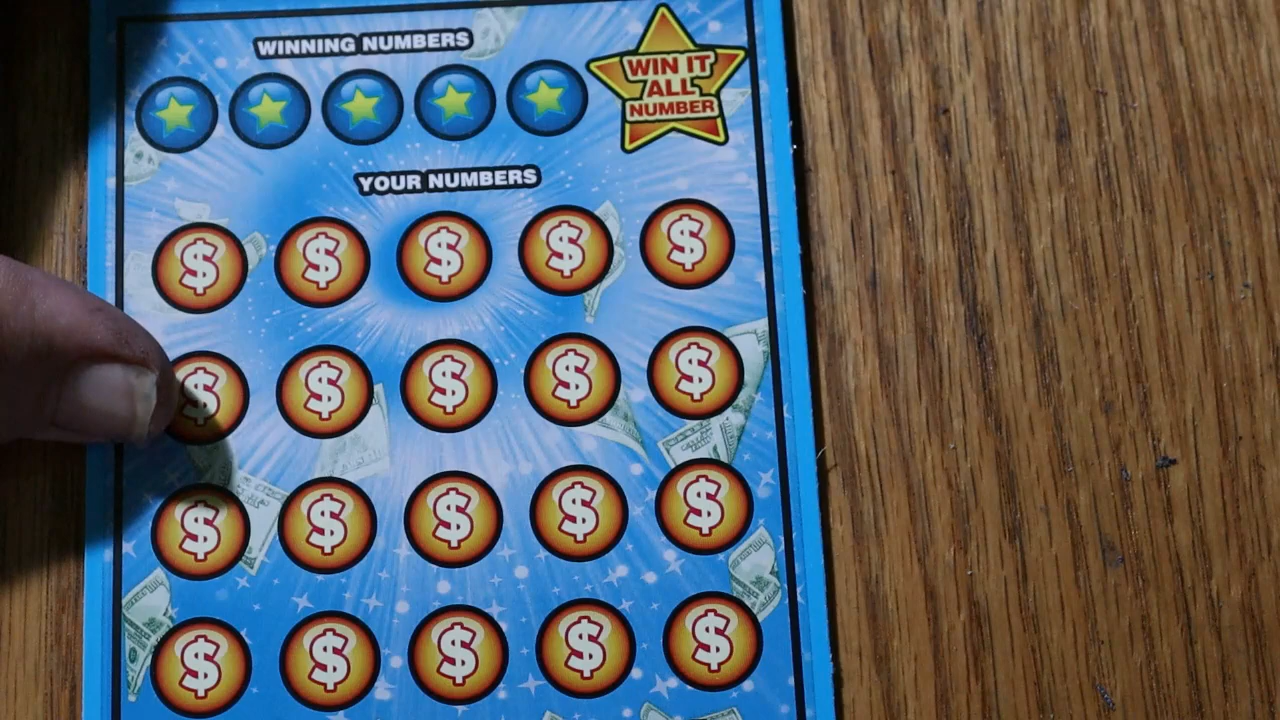 WINNING NUMBERS
WIN IT
ALL
NUMBER
YOUR NUMBERS
$ $ $ $ $
$ $ $ $ $
$ $ $ $ $
$ $ $ $ $